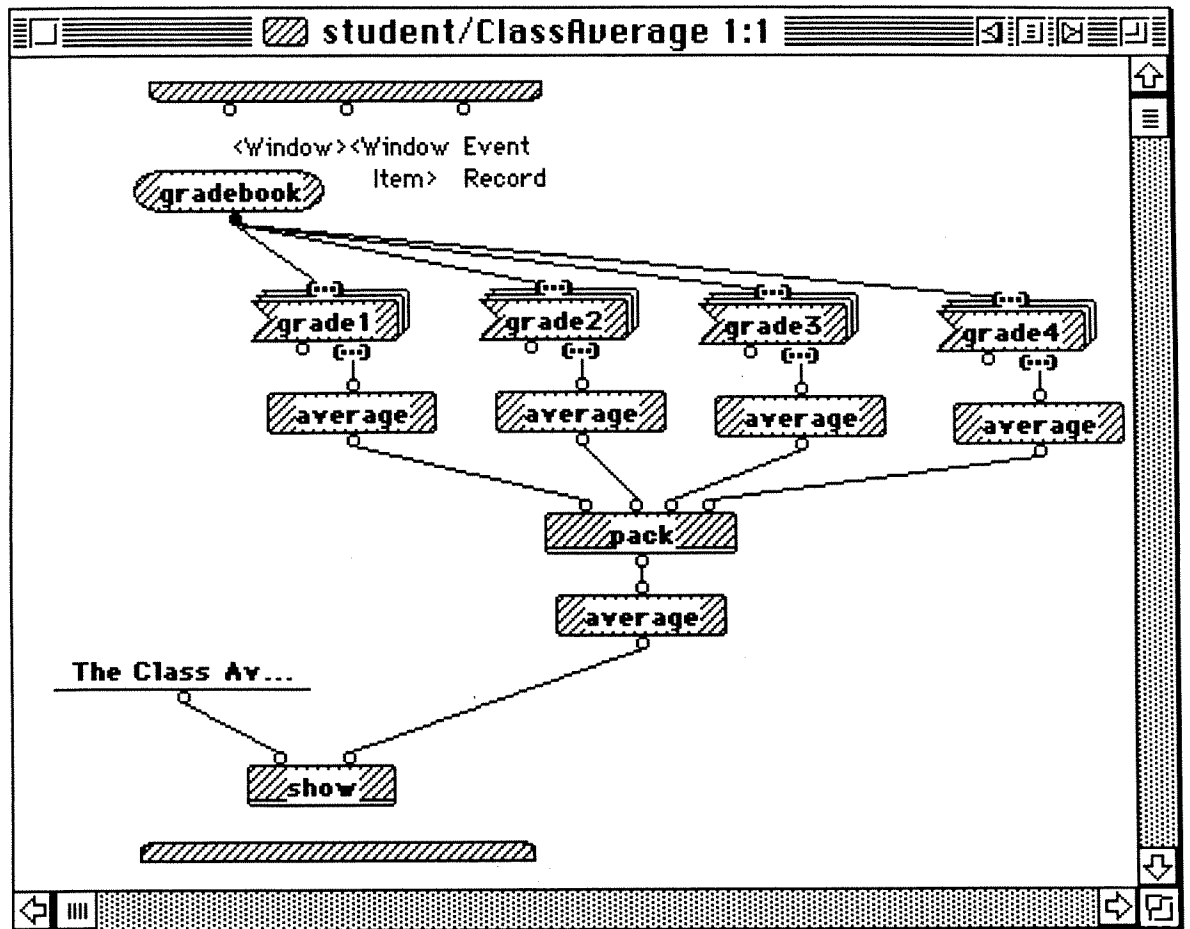 student/ClassAverage 1:1
<Window><Window Event
Item> Record
gradebook
grade1
grade2
grade3
grade4
average
average
average
average
pack
average
The Class Av...
show